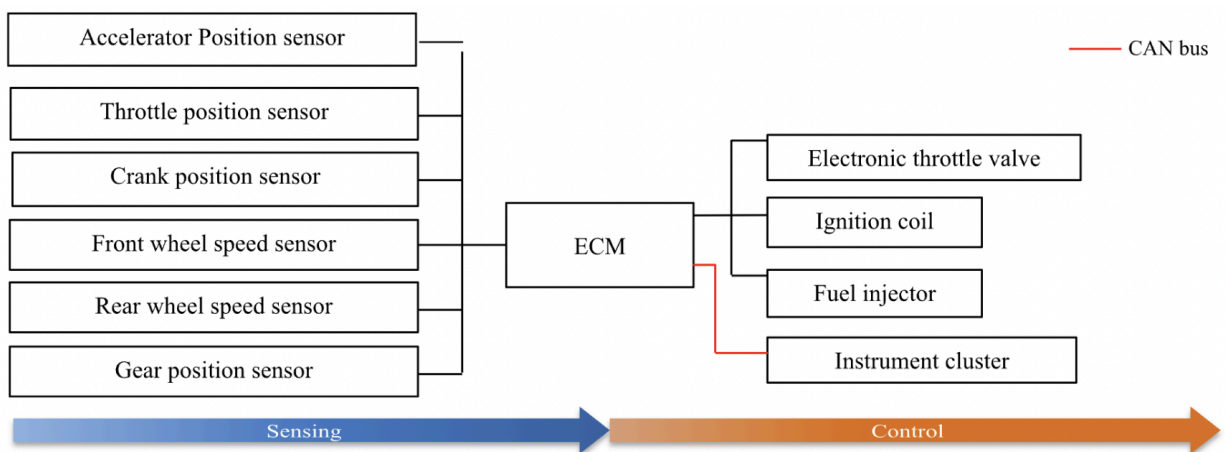 Accelerator Position sensor
CAN bus
Throttle position sensor
Electronic throttle valve
Crank position sensor
Ignition coil
Front wheel speed sensor
ECM
Fuel injector
Rear wheel speed sensor
Instrument cluster
Gear position sensor
Sensing
Control